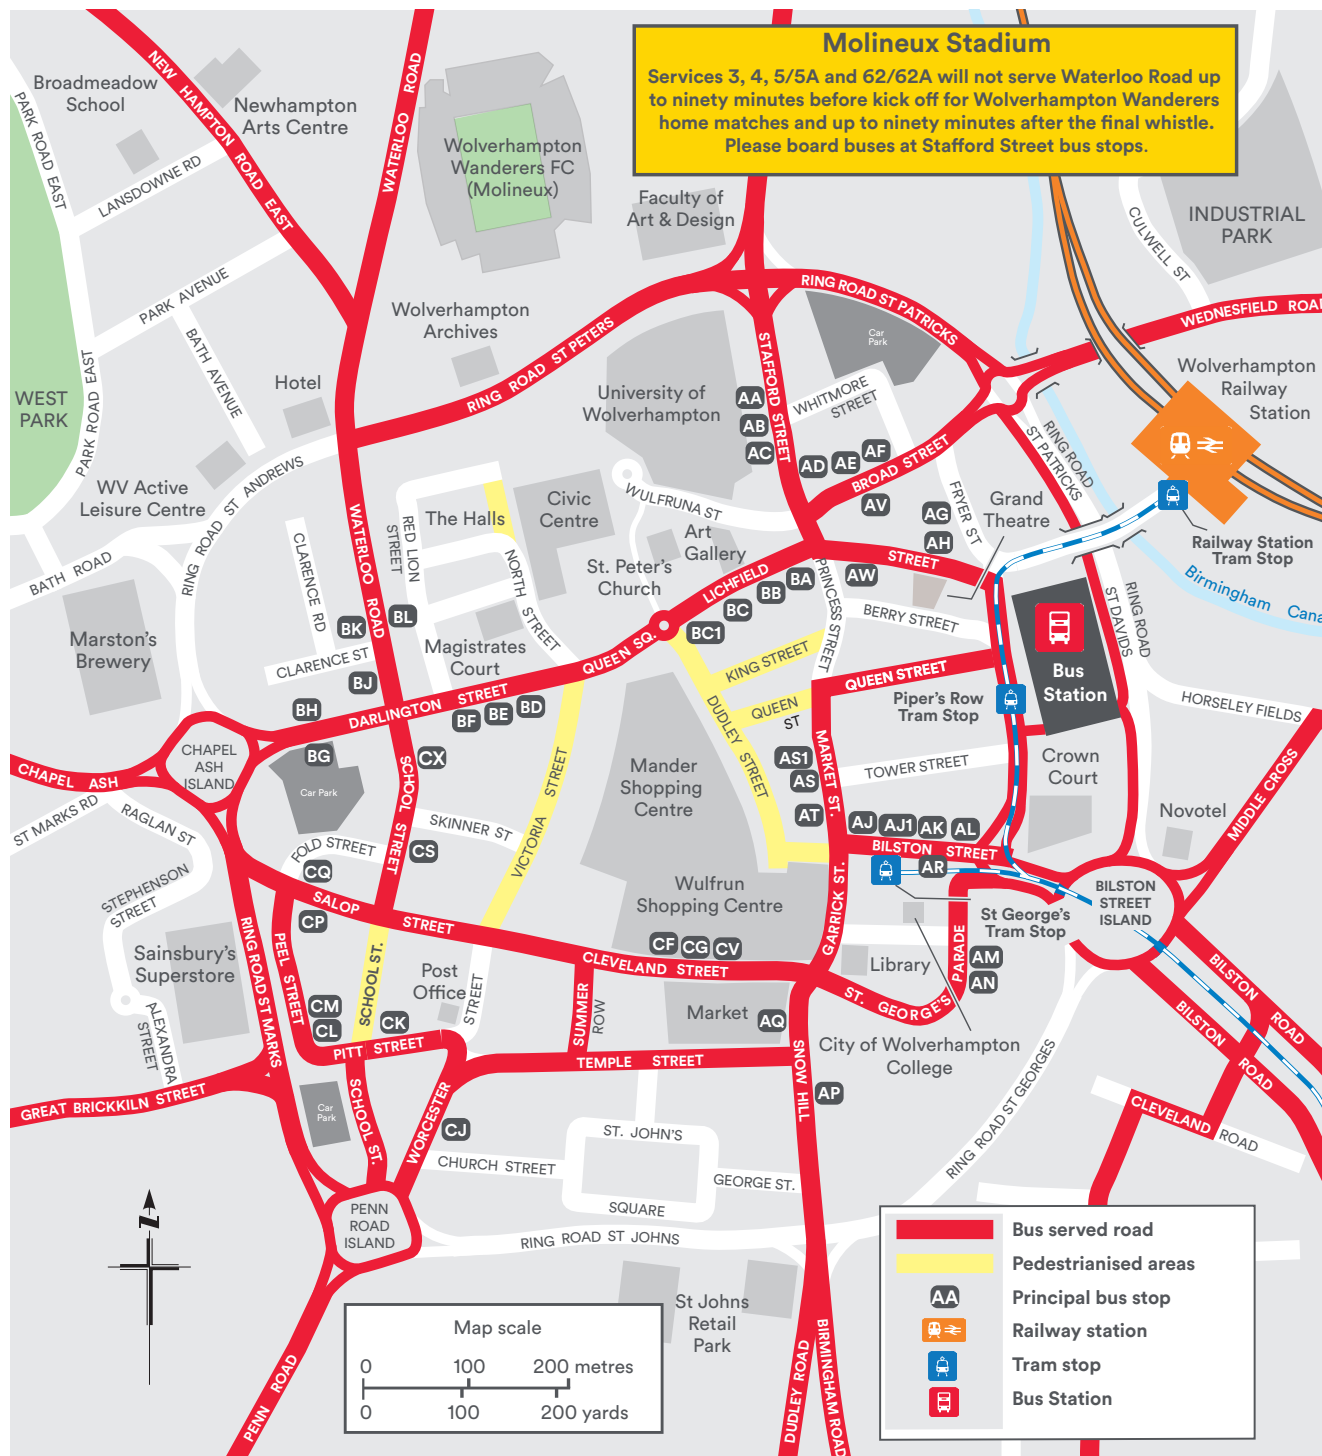 Molineux Stadium
Services 3, 4, 5/5A and 62/62A will not serve Waterloo Road up
to ninety minutes before kick off for Wolverhampton Wanderers
home matches and up to ninety minutes after the final whistle.
Please board buses at Stafford Street bus stops.
NEW HAMPTON ROAD EAST
WATERLOO ROAD
Broadmeadow
School
Newhampton
Arts Centre
PARK ROAD EAST
LANSDOWNE RD
Wolverhampton
Wanderers FC
(Molineux)
Faculty of
Art & Design
CULWELL ST
INDUSTRIAL
PARK
PARK AVENUE
BATH AVENUE
Wolverhampton
Archives
RING ROAD ST PETERS
RING ROAD ST PATRICKS
Car
Park
WEDNESFIELD ROAD
Wolverhampton
Railway
Station
WEST
PARK
PARK ROAD EAST
Hotel
University of
Wolverhampton
STAFFORD STREET
AA
AB
AC
WHITMORE
STREET
AD
AE
AF
AV
BROAD STREET
RING ROAD
ST PATRICKS
WV Active
Leisure Centre
RING ROAD ST ANDREWS
WATERLOO ROAD
The Halls
RED LION
STREET
Civic
Centre
NORTH STREET
WULFRUNA ST
Art
Gallery
FRYER ST
AG
AH
Grand
Theatre
Railway Station
Tram Stop
Birmingham Cana
BATH ROAD
CLARENCE RD
St. Peter's
Church
LICHFIELD
STREET
BC1
BC
BB
BA
AW
PRINCESS STREET
BERRY STREET
RING ROAD
ST DAVIDS
Marston's
Brewery
BK
BL
CLARENCE ST
BJ
Magistrates
Court
QUEEN SQ.
KING STREET
QUEEN STREET
Bus
Station
BH
DARLINGTON STREET
BF
BE
BD
DUDLEY STREET
QUEEN
ST
Piper's Row
Tram Stop
HORSELEY FIELDS
CHAPEL
ASH
ISLAND
BG
CHAPEL ASH
Car Park
CX
SCHOOL STREET
VICTORIA STREET
Mander
Shopping
Centre
AS1
AS
AT
MARKET ST.
TOWER STREET
Crown
Court
MIDDLE CROSS
Novotel
ST MARKS RD
RAGLAN ST
SKINNER ST
FOLD STREET
CS
CQ
AJ
AJ1
AK
AL
BILSTON STREET
AR
STEPHENSON
STREET
SALOP
STREET
CP
Wulfrun
Shopping Centre
GARRICK ST.
St George's
Tram Stop
BILSTON
STREET
ISLAND
Sainsbury's
Superstore
RING ROAD ST MARKS
PEEL STREET
SCHOOL ST.
Post
Office
STREET
CF
CG
CV
CLEVELAND STREET
Library
PARADE
AM
AN
ST. GEORGE'S
BILSTON ROAD
BILSTON ROAD
ALEXANDRA
STREET
CM
CL
CK
PITT STREET
SUMMER
ROW
Market
AQ
City of Wolverhampton
College
GREAT BRICKKILN STREET
TEMPLE STREET
SNOW HILL
AP
RING ROAD ST GEORGES
CLEVELAND
ROAD
Car
Park
SCHOOL ST.
WORCESTER
CJ
ST. JOHN'S
CHURCH STREET
GEORGE ST.
SQUARE
PENN
ROAD
ISLAND
RING ROAD ST JOHNS
N
St Johns
Retail
Park
PENN ROAD
DUDLEY ROAD
BIRMINGHAM ROAD
Map scale
0 100 200 metres
0 100 200 yards
Bus served road
Pedestrianised areas
AA Principal bus stop
Railway station
Tram stop
Bus Station